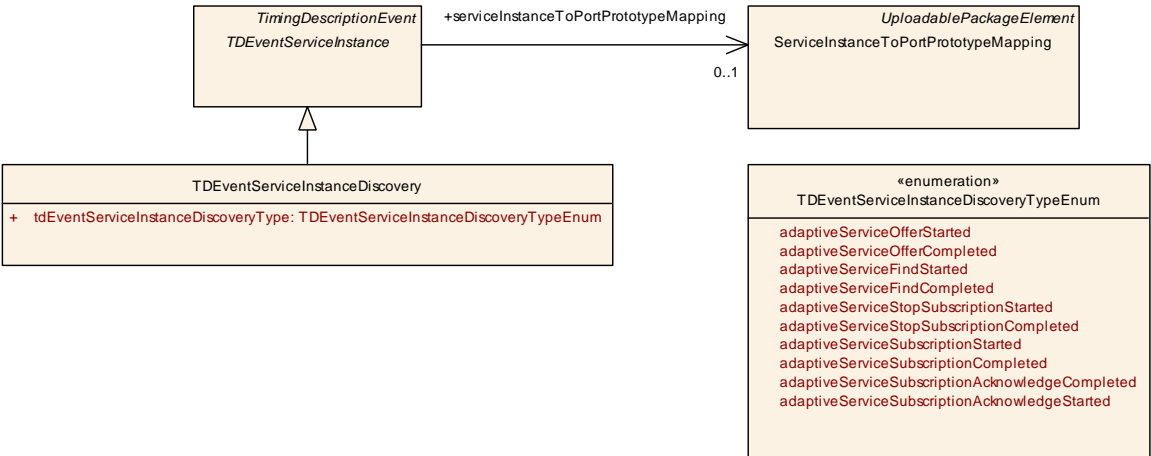 TimingDescriptionEvent
TDEventServiceInstance
+serviceInstanceToPortPrototypeMapping
0..1
UploadablePackageElement
ServiceInstanceToPortPrototypeMapping
TDEventServiceInstanceDiscovery
+ tdEventServiceInstanceDiscoveryType: TDEventServiceInstanceDiscoveryTypeEnum
«enumeration»
TDEventServiceInstanceDiscoveryTypeEnum
adaptiveServiceOfferStarted
adaptiveServiceOfferCompleted
adaptiveServiceFindStarted
adaptiveServiceFindCompleted
adaptiveServiceStopSubscriptionStarted
adaptiveServiceStopSubscriptionCompleted
adaptiveServiceSubscriptionStarted
adaptiveServiceSubscriptionCompleted
adaptiveServiceSubscriptionAcknowledgeCompleted
adaptiveServiceSubscriptionAcknowledgeStarted